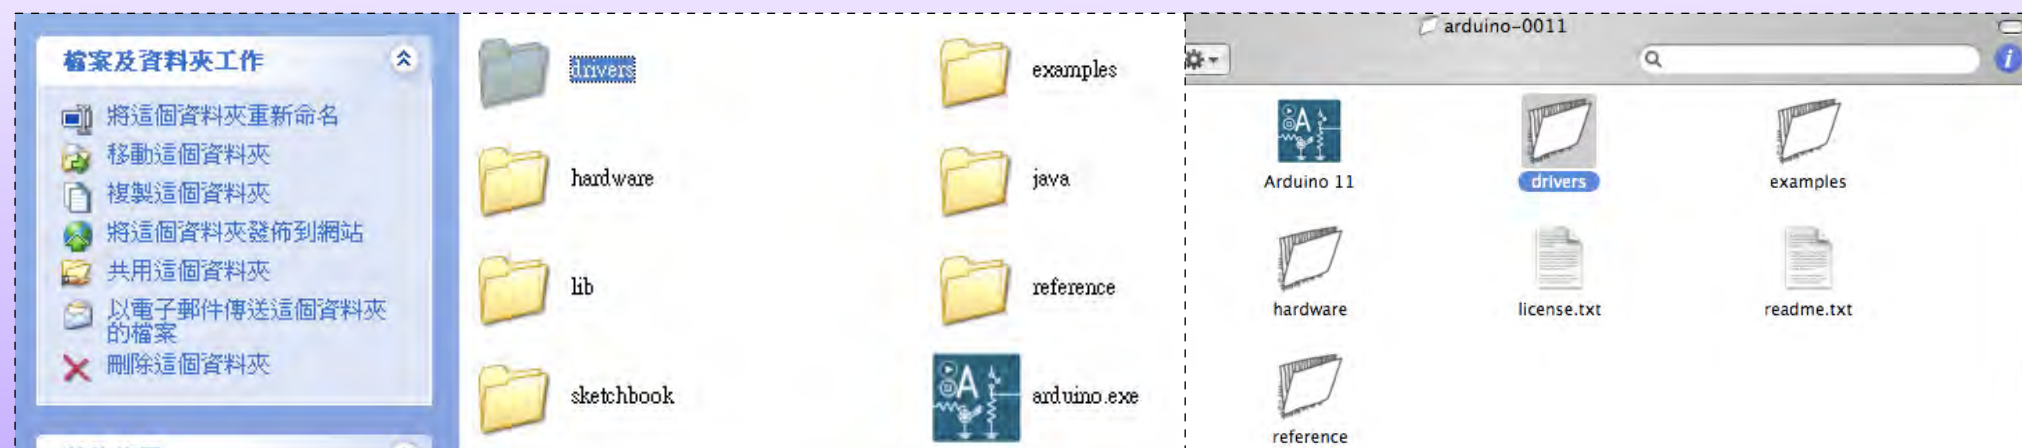 檔案及資料夾工作
將這個資料夾重新命名
移動這個資料夾
複製這個資料夾
將這個資料夾發佈到網站
共用這個資料夾
以電子郵件傳送這個資料夾
的檔案
刪除這個資料夾
drivers
examples
hardware
java
lib
reference
sketchbook
arduino.exe
arduino-0011
Arduino 11
drivers
examples
hardware
license.txt
readme.txt
reference